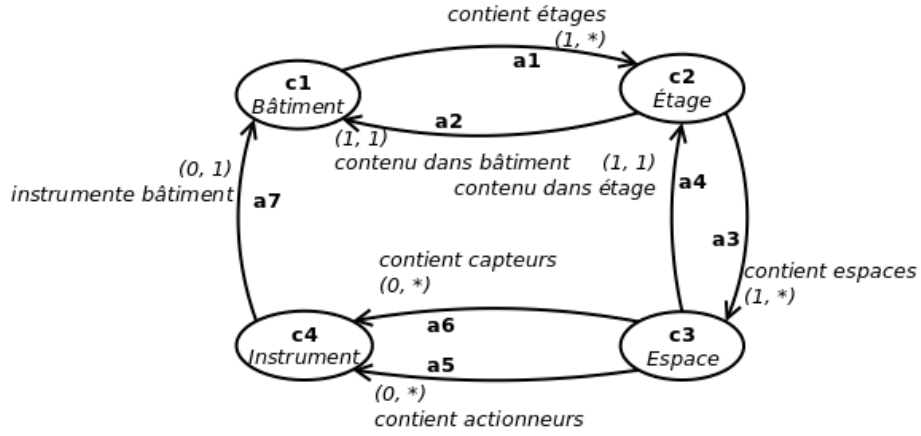 contient étages
(1, *)
a1
c1
Bâtiment
c2
Étage
a2
(1, 1)
contenu dans bâtiment
(1, 1)
contenu dans étage
a4
(0, 1)
instrumente bâtiment
a7
a3
contient espaces
(1, *)
contient capteurs
(0, *)
a6
c4
Instrument
c3
Espace
a5
(0, *)
contient actionneurs